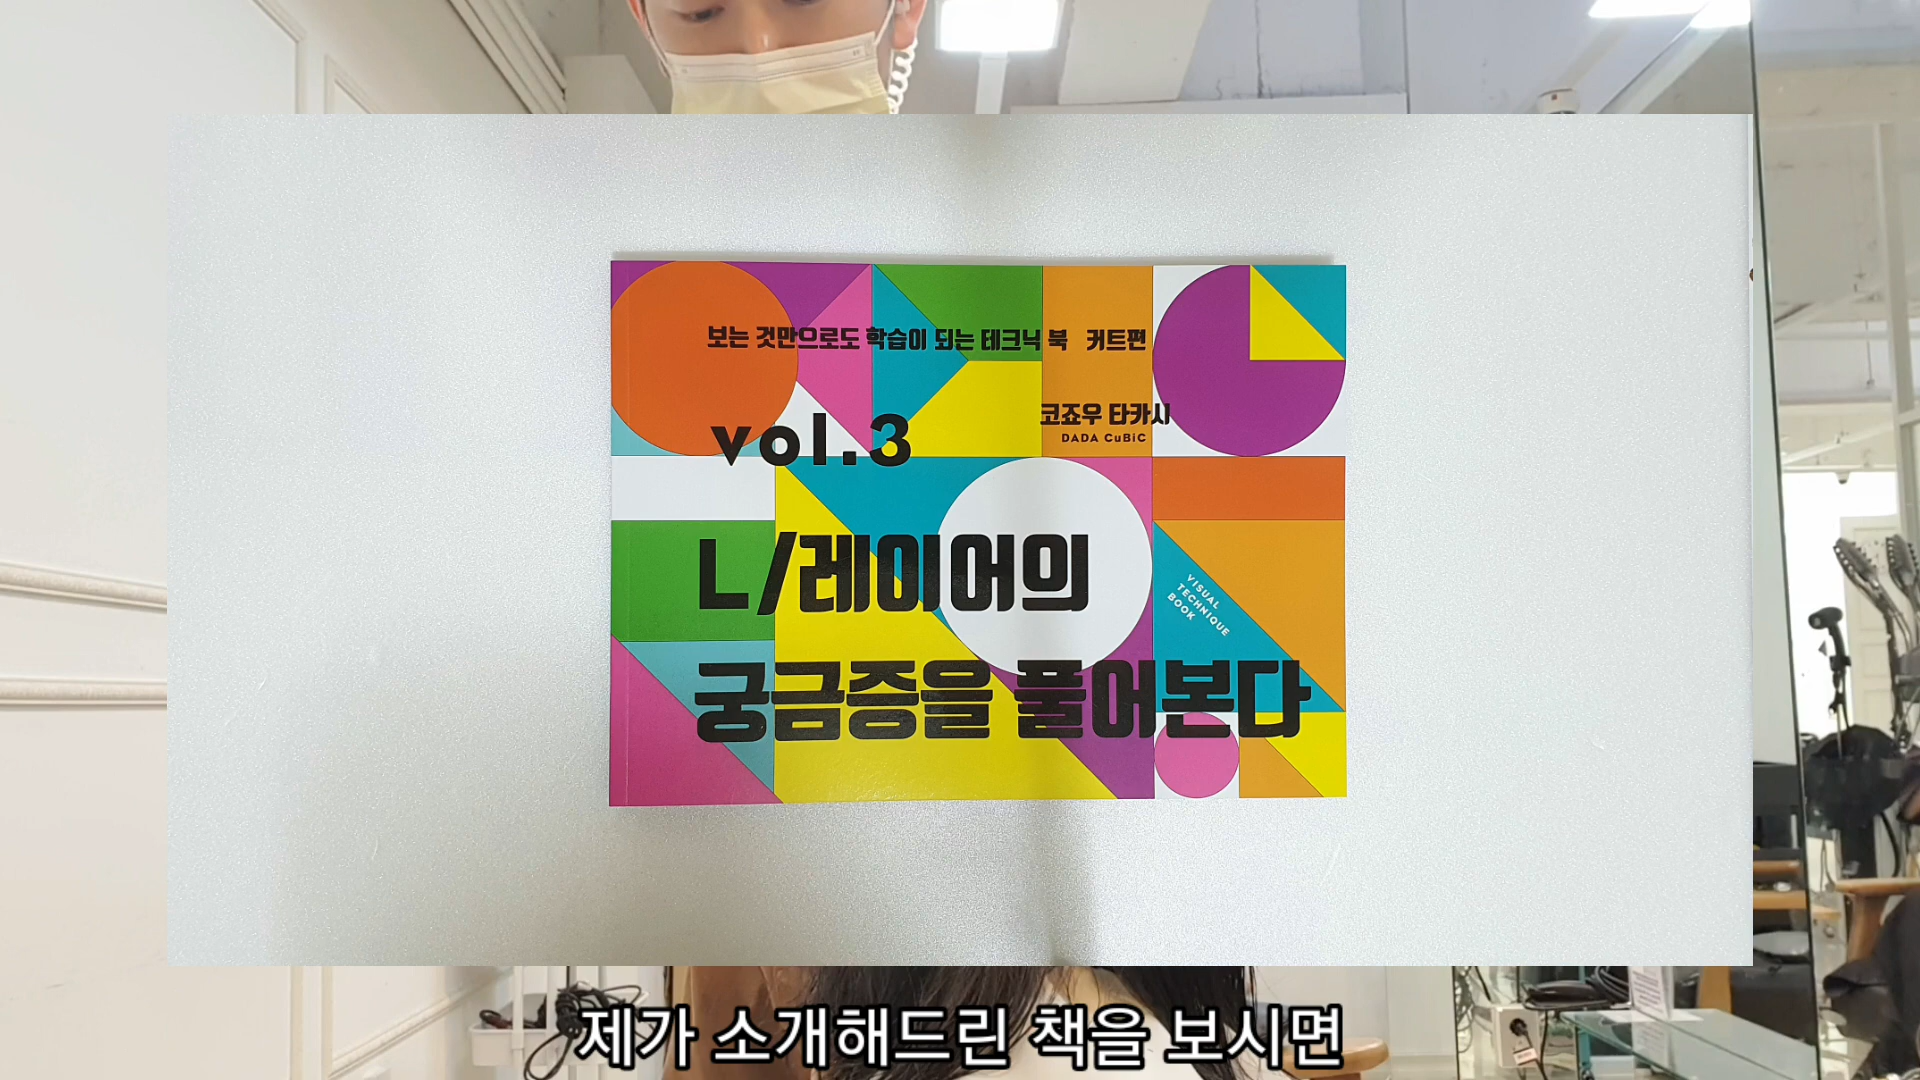 보는 것만으로도 학습이 되는 테크닉 북 커트편
vol.3
코죠우 타카시
DADA CuBiC
L/레이어의
궁금증을 풀어본다
VISUAL
TECHNIQUE
BOOK
제가 소개해드린 책을 보시면